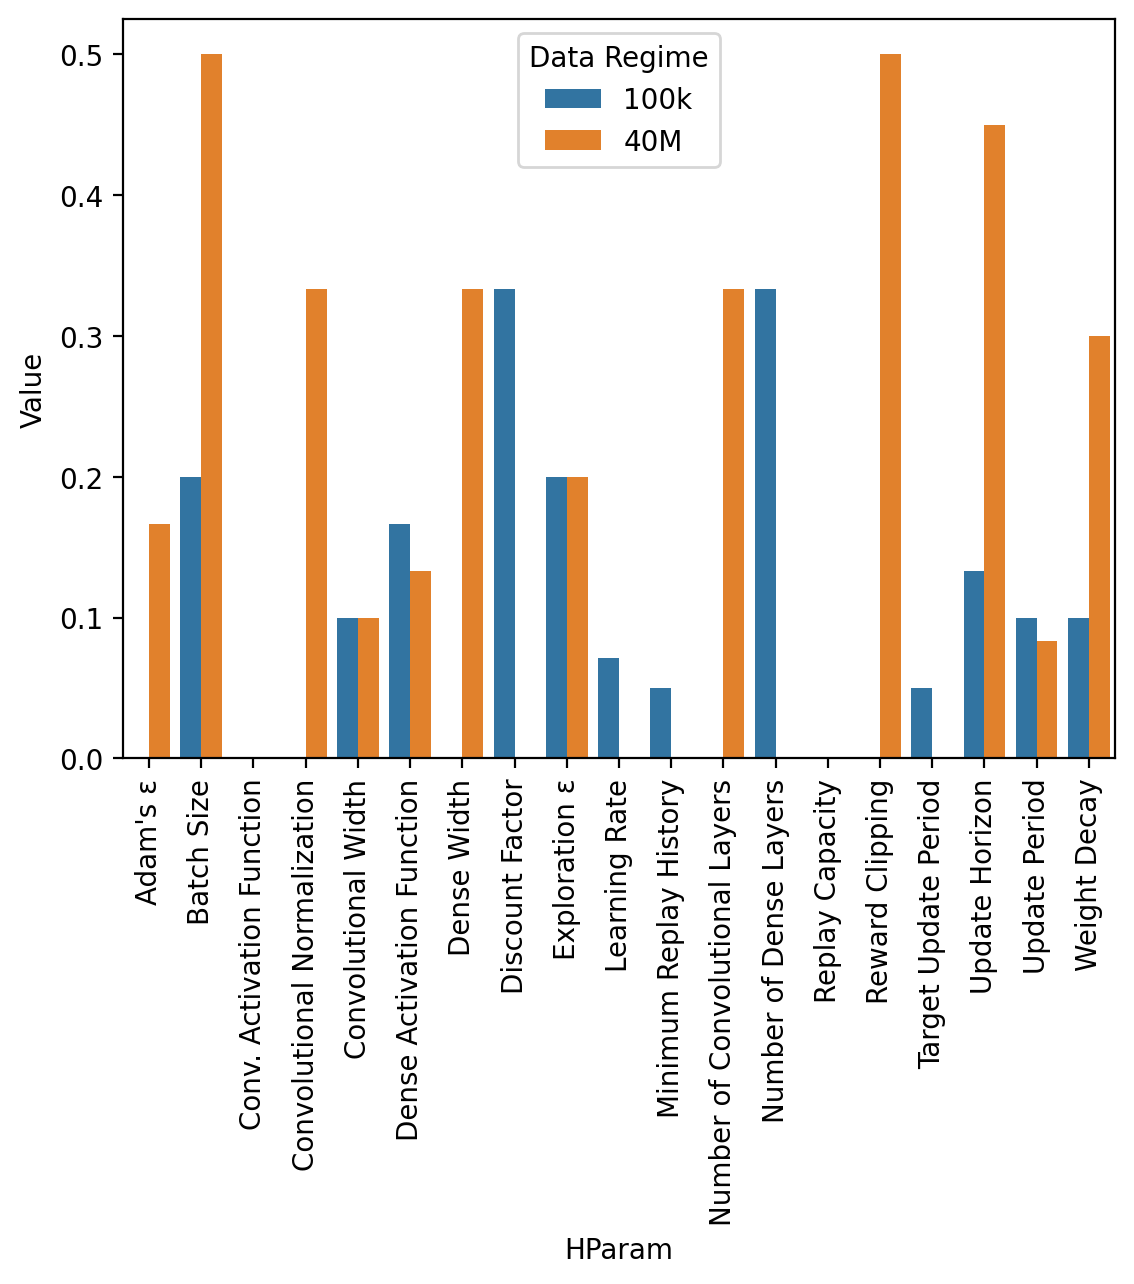 Data Regime
100k
40M
Value
0.5
0.4
0.3
0.2
0.1
0.0
Adam's ε
Batch Size
Conv. Activation Function
Convolutional Normalization
Convolutional Width
Dense Activation Function
Dense Width
Discount Factor
Exploration ε
Learning Rate
Minimum Replay History
Number of Convolutional Layers
Number of Dense Layers
Replay Capacity
Reward Clipping
Target Update Period
Update Horizon
Update Period
Weight Decay
HParam